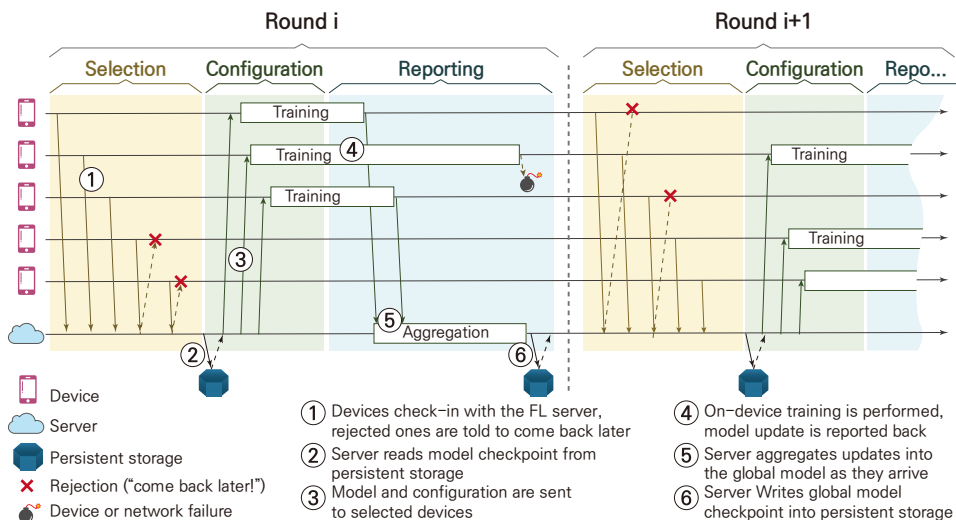 Round i
Round i+1
Selection
Configuration
Reporting
Selection
Configuration
Repo...
Training
Training
④
Training
①
③
Training
Training
⑤
Aggregation
②
⑥
Device
Server
Persistent storage
Rejection ("come back later!")
Device or network failure
① Devices check-in with the FL server,
rejected ones are told to come back later
② Server reads model checkpoint from
persistent storage
③ Model and configuration are sent
to selected devices
④ On-device training is performed,
model update is reported back
⑤ Server aggregates updates into
the global model as they arrive
⑥ Server Writes global model
checkpoint into persistent storage